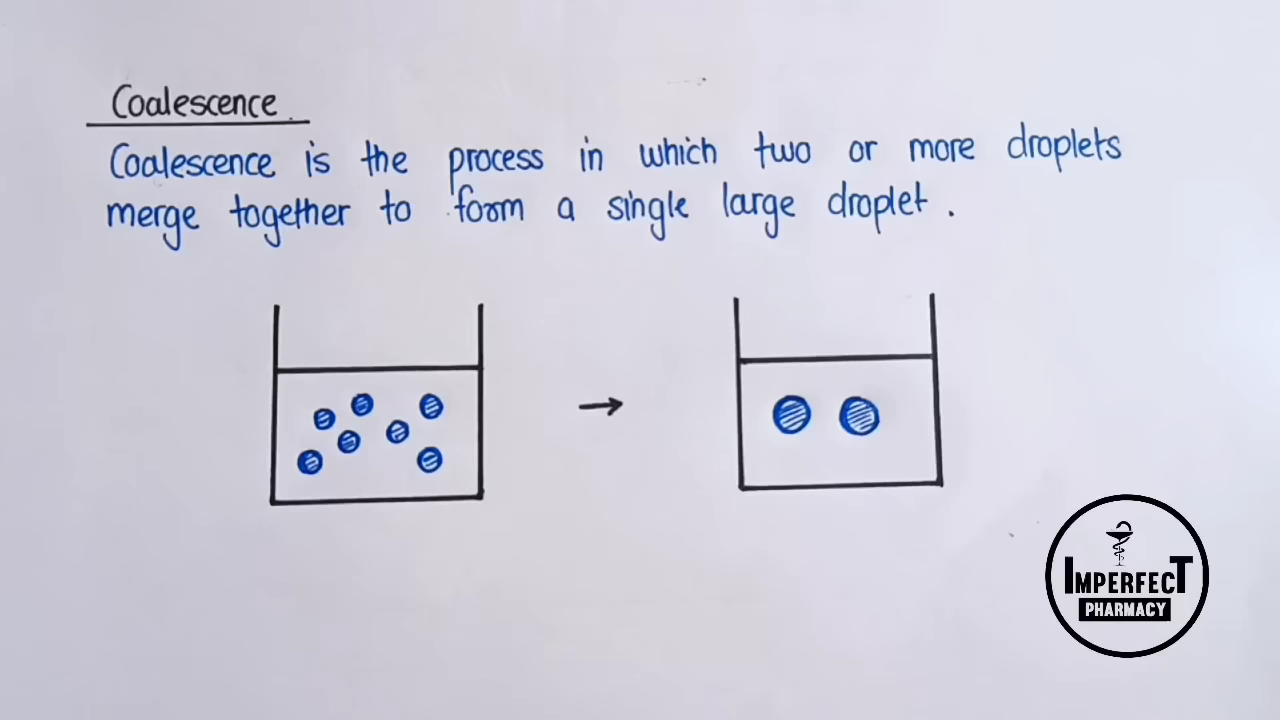 Coalescence
Coalescence is the process in which two or more droplets
merge together to form a single large droplet.
IMPERFECT
PHARMACY